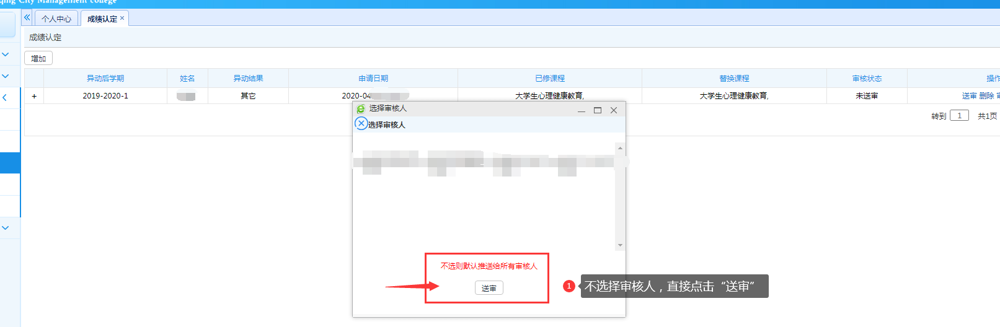 qing City Management college
个人中心 成绩认定 ×
成绩认定
增加
异动后学期 姓名 异动结果 申请日期 已修课程 替换课程 审核状态 操作
+ 2019-2020-1 其它 2020-04 大学生心理健康教育, 大学生心理健康教育, 未送审 送审 删除
转到 1 共1页
选择审核人
选择审核人
不选则默认推送给所有审核人
送审
1 不选择审核人，直接点击“送审”